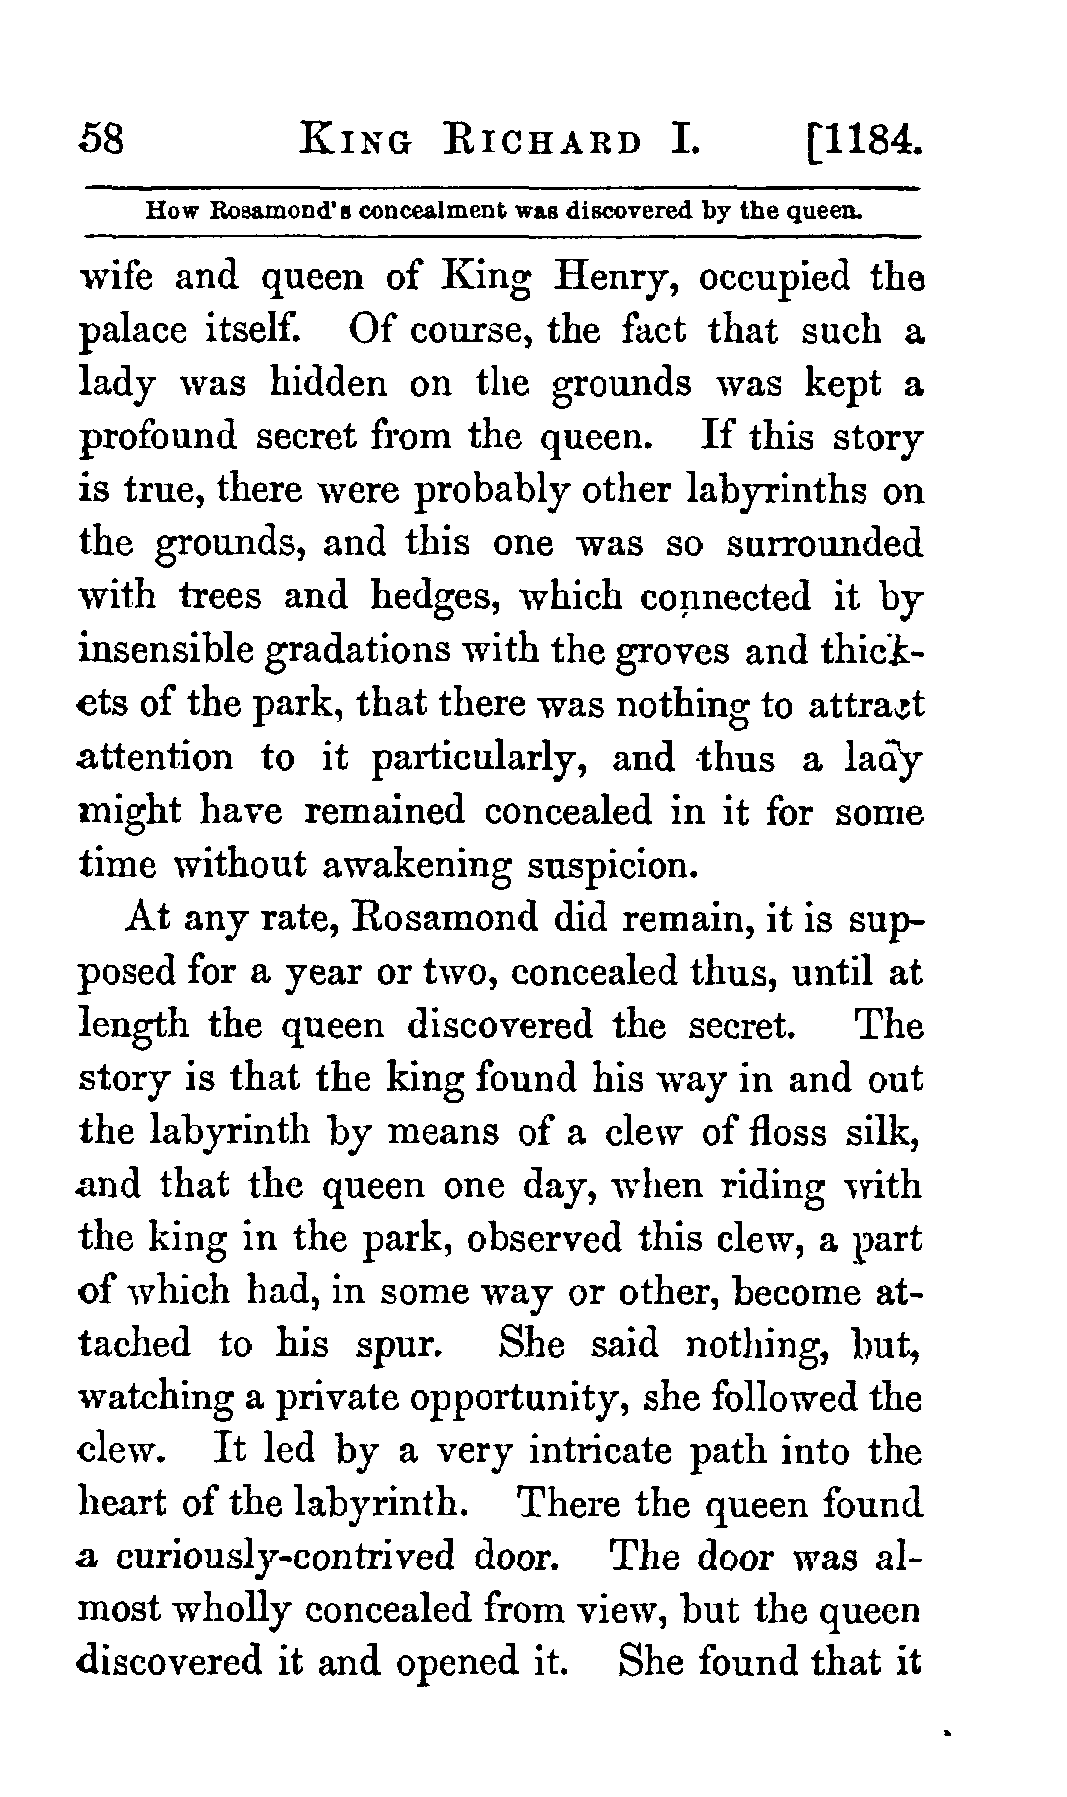 58 KING RICHARD I. [1184.
How Rosamond's concealment was discovered by the queen.
wife and queen of King Henry, occupied the
palace itself. Of course, the fact that such a
lady was hidden on the grounds was kept a
profound secret from the queen. If this story
is true, there were probably other labyrinths on
the grounds, and this one was so surrounded
with trees and hedges, which connected it by
insensible gradations with the groves and thick-
ets of the park, that there was nothing to attract
attention to it particularly, and thus a lady
might have remained concealed in it for some
time without awakening suspicion.
At any rate, Rosamond did remain, it is sup-
posed for a year or two, concealed thus, until at
length the queen discovered the secret. The
story is that the king found his way in and out
the labyrinth by means of a clew of floss silk,
and that the queen one day, when riding with
the king in the park, observed this clew, a part
of which had, in some way or other, become at-
tached to his spur. She said nothing, but,
watching a private opportunity, she followed the
clew. It led by a very intricate path into the
heart of the labyrinth. There the queen found
a curiously-contrived door. The door was al-
most wholly concealed from view, but the queen
discovered it and opened it. She found that it